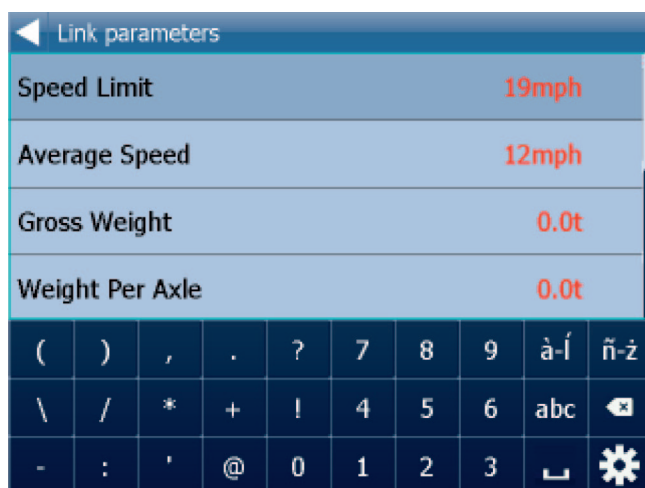 Link parameters
Speed Limit 19mph
Average Speed 12mph
Gross Weight 0.0t
Weight Per Axle 0.0t
( ) , . ? 7 8 9 à-Í ñ-ż
\ / * + ! 4 5 6 abc
- : ' @ 0 1 2 3